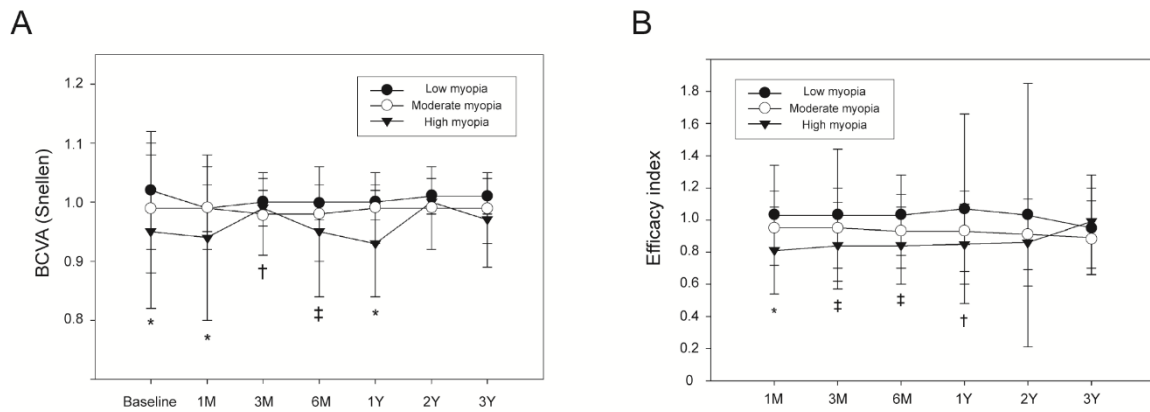 A
BCVA (Snellen)
1.2
1.1
1.0
0.9
0.8
Low myopia
Moderate myopia
High myopia
*
*
†
‡
*
Baseline 1M 3M 6M 1Y 2Y 3Y
B
Efficacy index
1.8
1.6
1.4
1.2
1.0
0.8
0.6
0.4
0.2
0
Low myopia
Moderate myopia
High myopia
*
‡
‡
†
1M 3M 6M 1Y 2Y 3Y